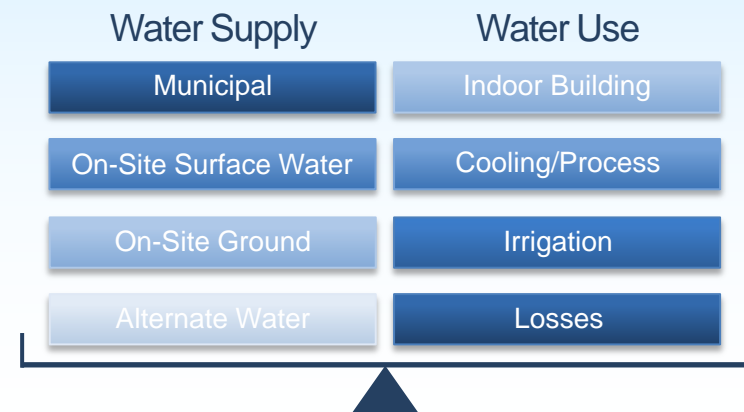 Water Supply
Water Use
Municipal
Indoor Building
On-Site Surface Water
Cooling/Process
On-Site Ground
Irrigation
Alternate Water
Losses